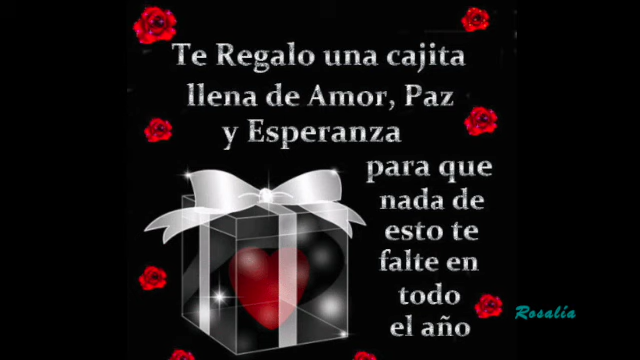 Te Regalo una cajita
llena de Amor, Paz
y Esperanza
para que
nada de
esto te
falte en
todo
el año
Rosalía